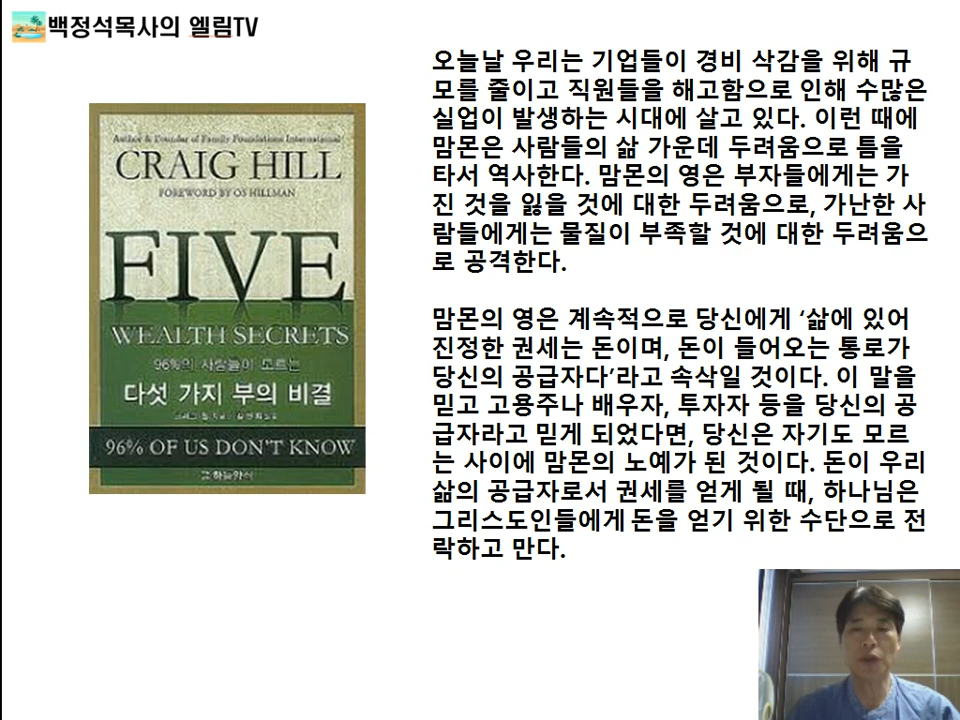 백정석목사의 엘림TV
Author & Founder of Family Foundations International
CRAIG HILL
FOREWORD BY OS HILLMAN
FIVE
WEALTH SECRETS
96%의 사람들이 모르는
다섯 가지 부의 비결
96% OF US DON'T KNOW
하늘양식
오늘날 우리는 기업들이 경비 삭감을 위해 규
모를 줄이고 직원들을 해고함으로 인해 수많은
실업이 발생하는 시대에 살고 있다. 이런 때에
맘몬은 사람들의 삶 가운데 두려움으로 틈을
타서 역사한다. 맘몬의 영은 부자들에게는 가
진 것을 잃을 것에 대한 두려움으로, 가난한 사
람들에게는 물질이 부족할 것에 대한 두려움으
로 공격한다.
맘몬의 영은 계속적으로 당신에게 ‘삶에 있어
진정한 권세는 돈이며, 돈이 들어오는 통로가
당신의 공급자다’라고 속삭일 것이다. 이 말을
믿고 고용주나 배우자, 투자자 등을 당신의 공
급자라고 믿게 되었다면, 당신은 자기도 모르
는 사이에 맘몬의 노예가 된 것이다. 돈이 우리
삶의 공급자로서 권세를 얻게 될 때, 하나님은
그리스도인들에게 돈을 얻기 위한 수단으로 전
락하고 만다.